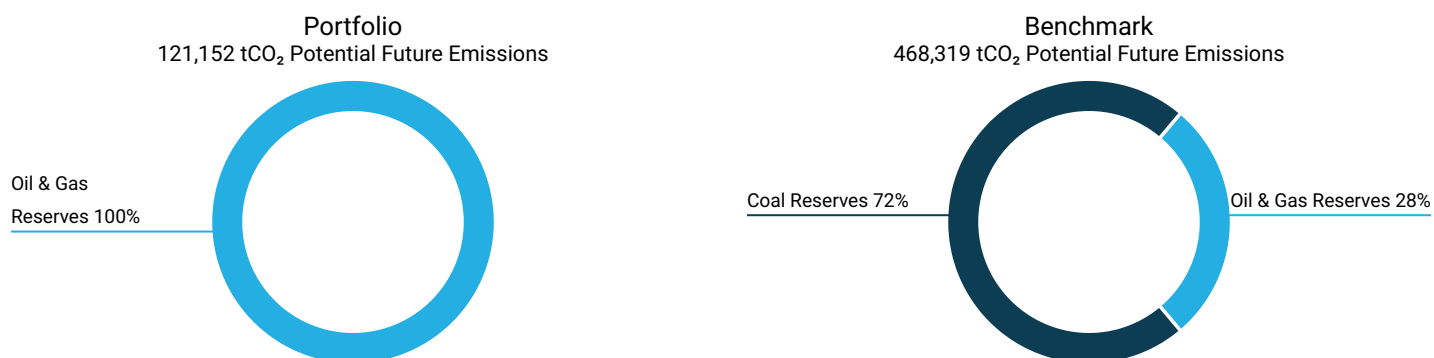 Portfolio
121,152 tCO₂ Potential Future Emissions
Oil & Gas
Reserves 100%
Benchmark
468,319 tCO₂ Potential Future Emissions
Coal Reserves 72%
Oil & Gas Reserves 28%